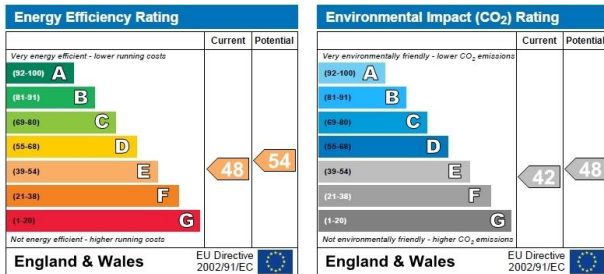 Energy Efficiency Rating
Current Potential
Very energy efficient - lower running costs
(92-100) A
(81-91) B
(69-80) C
(55-68) D
(39-54) E
(21-38) F
(1-20) G
48
54
Not energy efficient - higher running costs
England & Wales
EU Directive
2002/91/EC
Environmental Impact (CO₂) Rating
Current Potential
Very environmentally friendly - lower CO₂ emissions
(92-100) A
(81-91) B
(69-80) C
(55-68) D
(39-54) E
(21-38) F
(1-20) G
42
48
Not environmentally friendly - higher CO₂ emissions
England & Wales
EU Directive
2002/91/EC